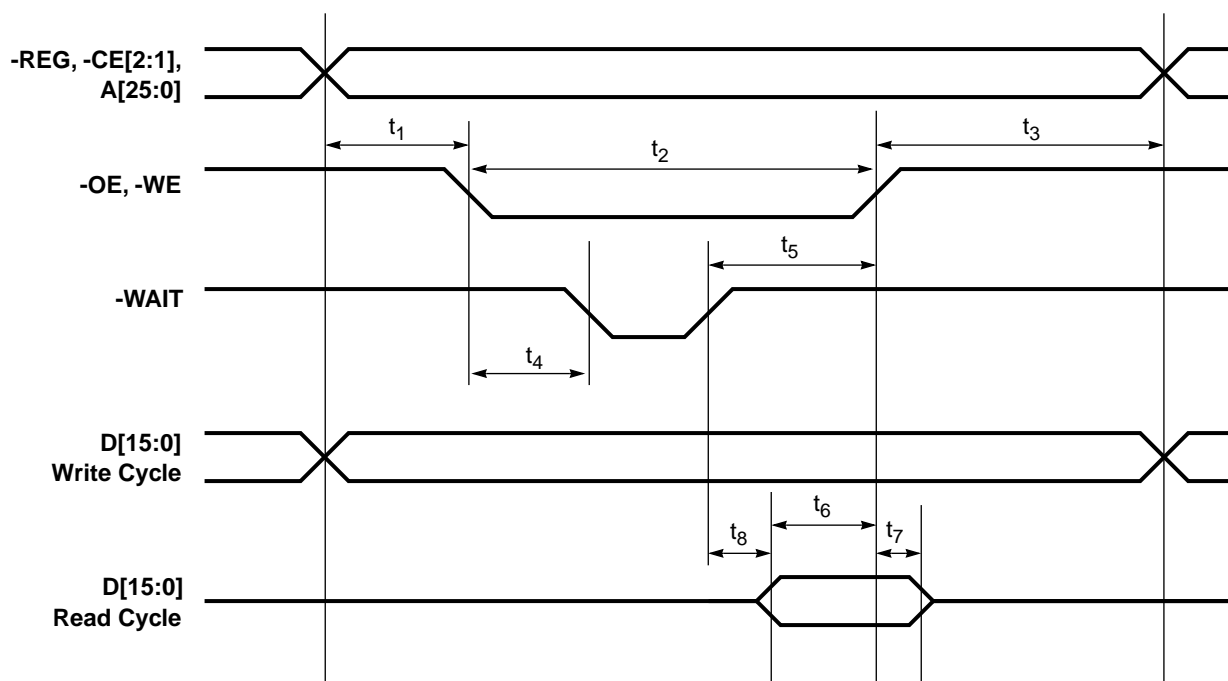 -REG, -CE[2:1],
A[25:0]
t1
t2
t3
-OE, -WE
t5
-WAIT
t4
D[15:0]
Write Cycle
t6
t7
t8
D[15:0]
Read Cycle